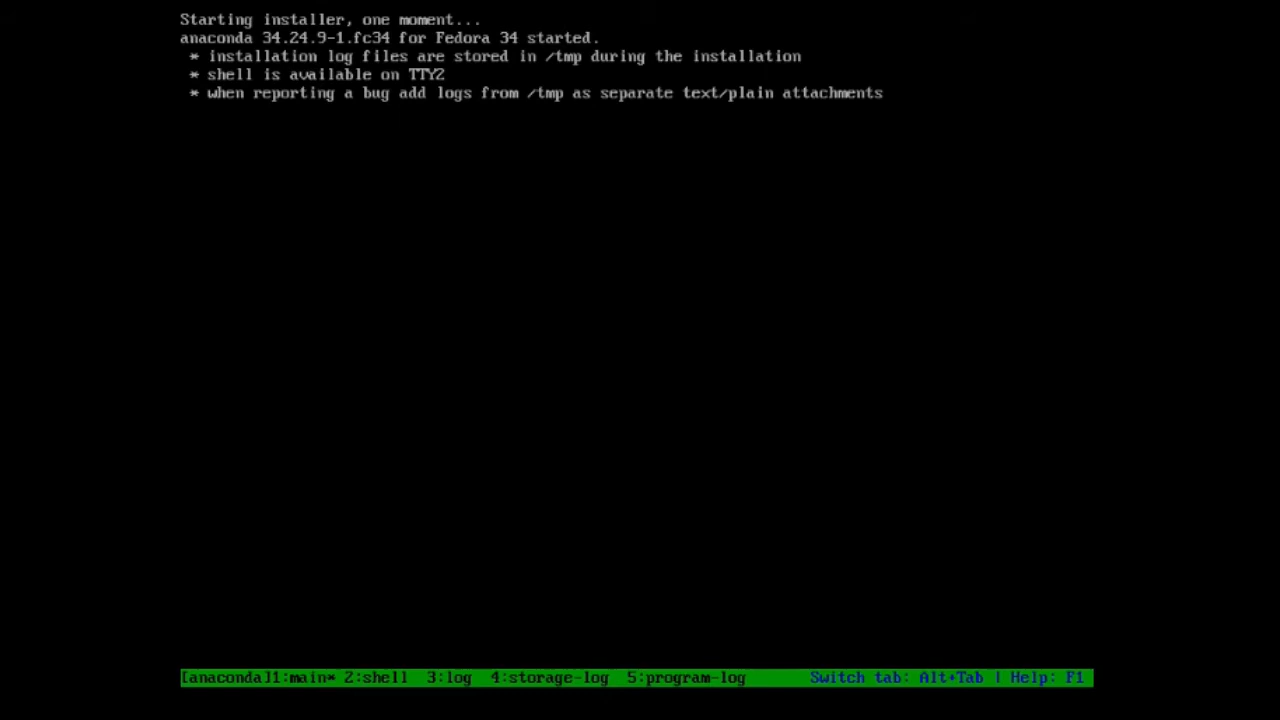 Starting installer, one moment...
anaconda 34.24.9-1.fc34 for Fedora 34 started.
* installation log files are stored in /tmp during the installation
* shell is available on TTY2
* when reporting a bug add logs from /tmp as separate text/plain attachments
[anaconda]1:main* 2:shell  3:log  4:storage-log  5:program-log       Switch tab: Alt+Tab | Help: F1